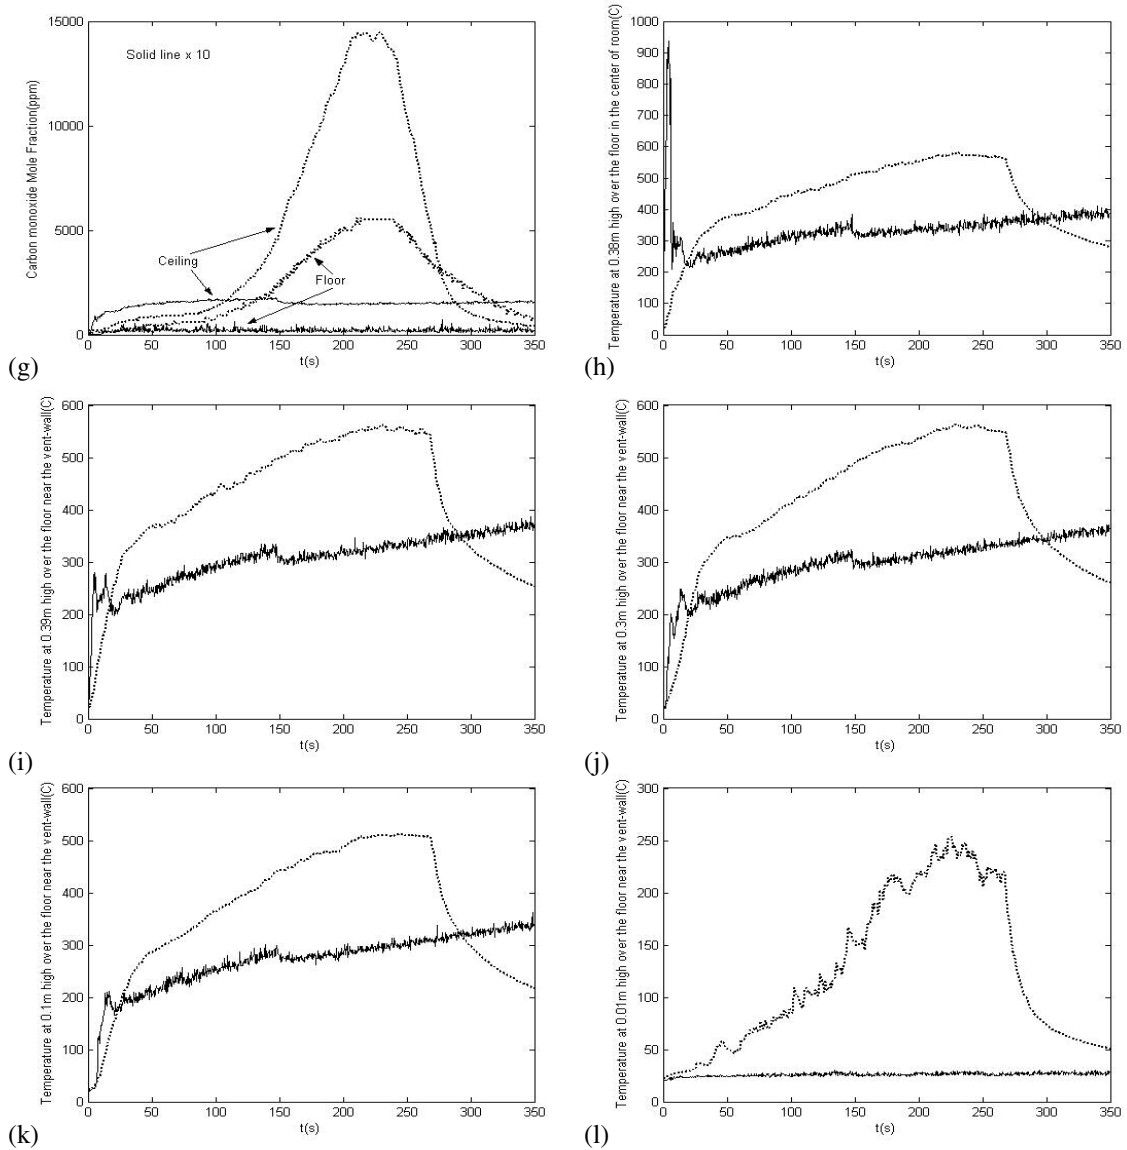 Carbon monoxide Mole Fraction(ppm)
15000
10000
5000
0
Solid line x 10
Ceiling
Floor
0 50 100 150 200 250 300 350
t(s)
(g)
Temperature at 0.38m high over the floor in the center of room(C)
1000
900
800
700
600
500
400
300
200
100
0
0 50 100 150 200 250 300 350
t(s)
(h)
Temperature at 0.39m high over the floor near the vent-wall(C)
600
500
400
300
200
100
0
0 50 100 150 200 250 300 350
t(s)
(i)
Temperature at 0.3m high over the floor near the vent-wall(C)
600
500
400
300
200
100
0
0 50 100 150 200 250 300 350
t(s)
(j)
Temperature at 0.1m high over the floor near the vent-wall(C)
600
500
400
300
200
100
0
0 50 100 150 200 250 300 350
t(s)
(k)
Temperature at 0.01m high over the floor near the vent-wall(C)
300
250
200
150
100
50
0
0 50 100 150 200 250 300 350
t(s)
(l)